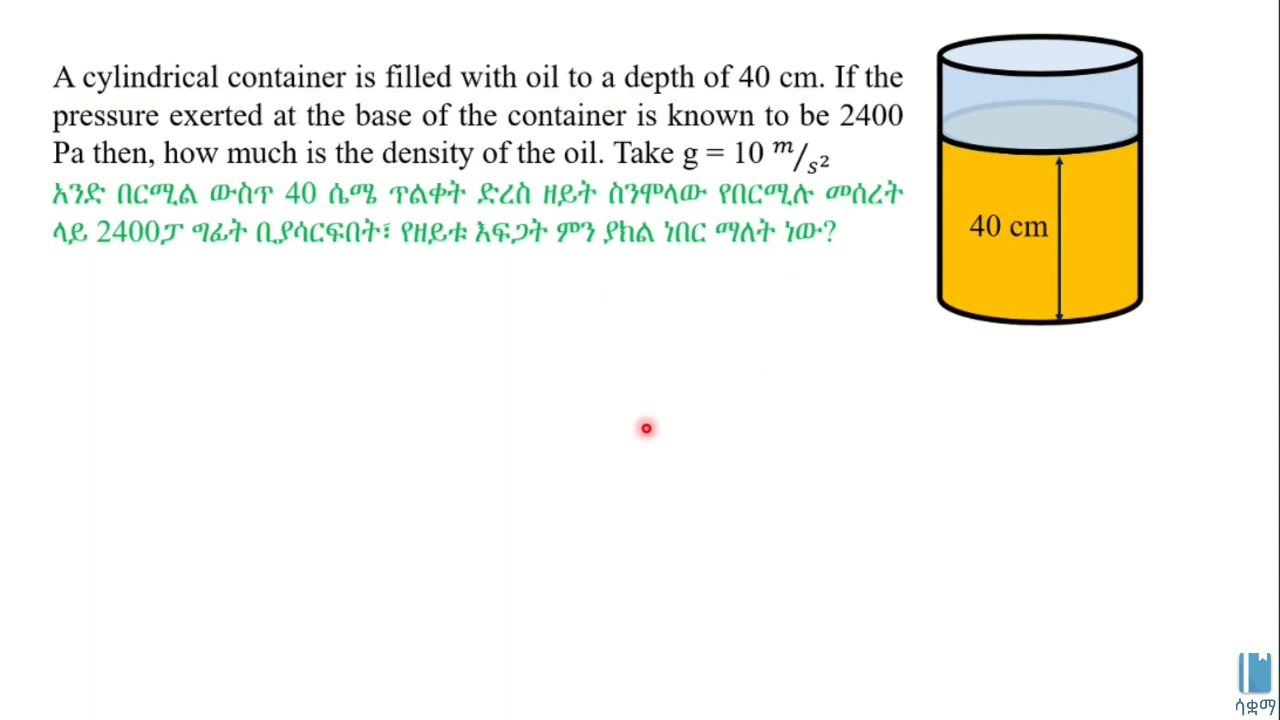 A cylindrical container is filled with oil to a depth of 40 cm. If the
pressure exerted at the base of the container is known to be 2400
Pa then, how much is the density of the oil. Take g = 10 m/s²
አንድ በርሚል ውስጥ 40 ሴሜ ጥልቀት ድረስ ዘይት ስንሞላው የበርሚሉ መሰረት
ላይ 2400ፓ ግፊት ቢያሳርፍበት፣ የዘይቱ እፍጋት ምን ያክል ነበር ማለት ነው?
40 cm
ሳቋማ